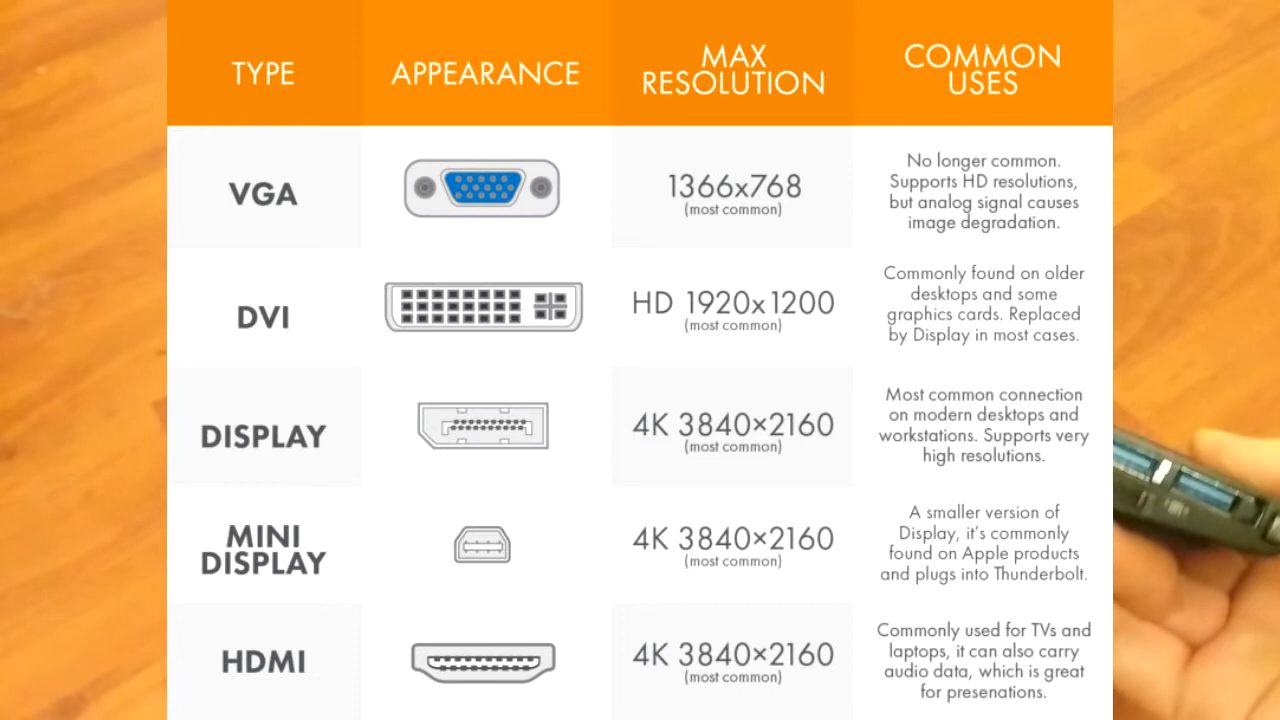 TYPE
APPEARANCE
MAX
RESOLUTION
COMMON
USES
VGA
1366x768
(most common)
No longer common.
Supports HD resolutions,
but analog signal causes
image degradation.
DVI
HD 1920x1200
(most common)
Commonly found on older
desktops and some
graphics cards. Replaced
by Display in most cases.
DISPLAY
4K 3840×2160
(most common)
Most common connection
on modern desktops and
workstations. Supports very
high resolutions.
MINI
DISPLAY
4K 3840×2160
(most common)
A smaller version of
Display, it's commonly
found on Apple products
and plugs into Thunderbolt.
HDMI
4K 3840×2160
(most common)
Commonly used for TVs and
laptops, it can also carry
audio data, which is great
for presenations.